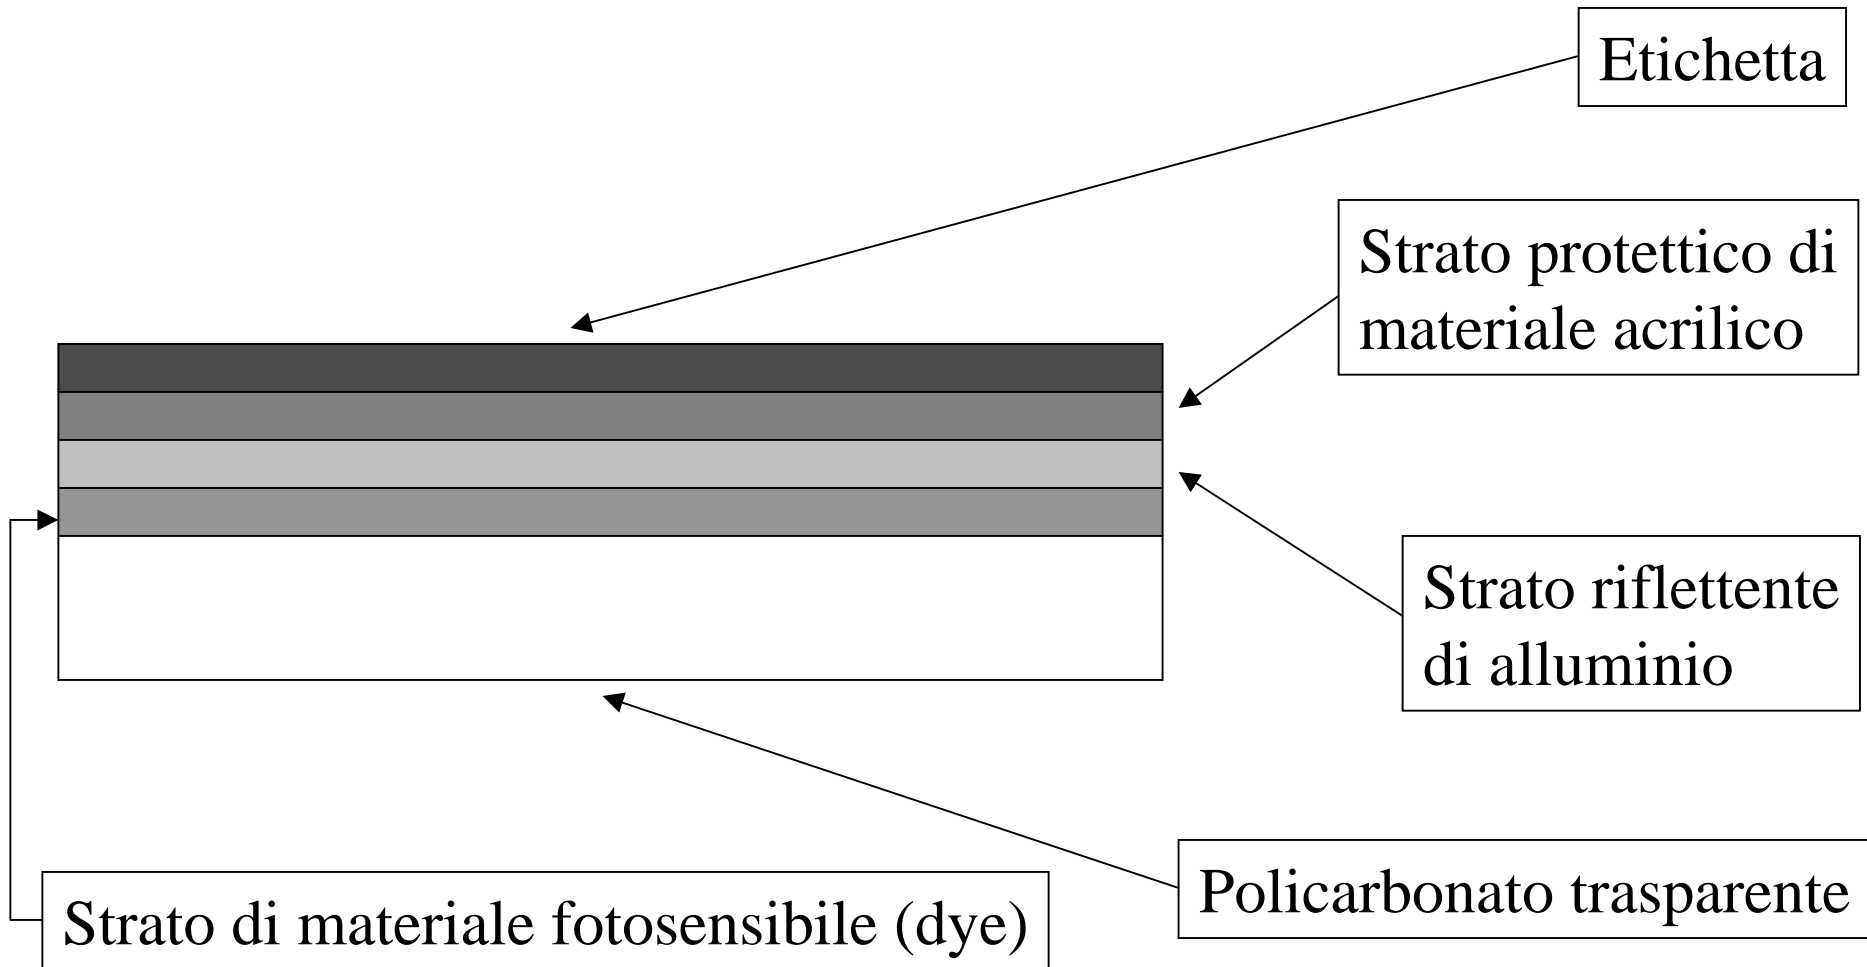 Etichetta
Strato protettico di
materiale acrilico
Strato riflettente
di alluminio
Policarbonato trasparente
Strato di materiale fotosensibile (dye)